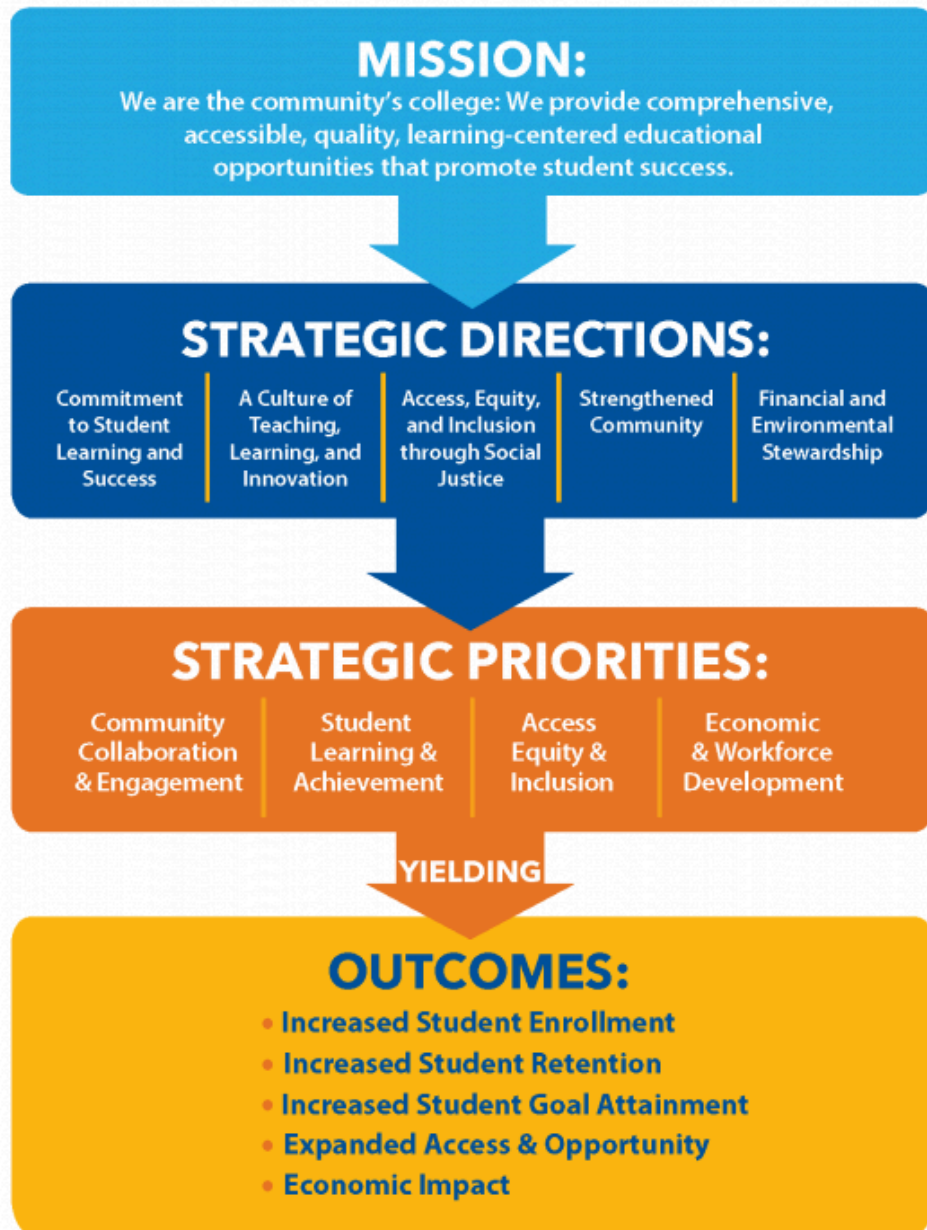 MISSION:
We are the community's college: We provide comprehensive,
accessible, quality, learning-centered educational
opportunities that promote student success.
STRATEGIC DIRECTIONS:
Commitment
to Student
Learning and
Success
A Culture of
Teaching,
Learning, and
Innovation
Access, Equity,
and Inclusion
through Social
Justice
Strengthened
Community
Financial and
Environmental
Stewardship
STRATEGIC PRIORITIES:
Community
Collaboration
& Engagement
Student
Learning &
Achievement
Access
Equity &
Inclusion
Economic
& Workforce
Development
YIELDING
OUTCOMES:
• Increased Student Enrollment
• Increased Student Retention
• Increased Student Goal Attainment
• Expanded Access & Opportunity
• Economic Impact